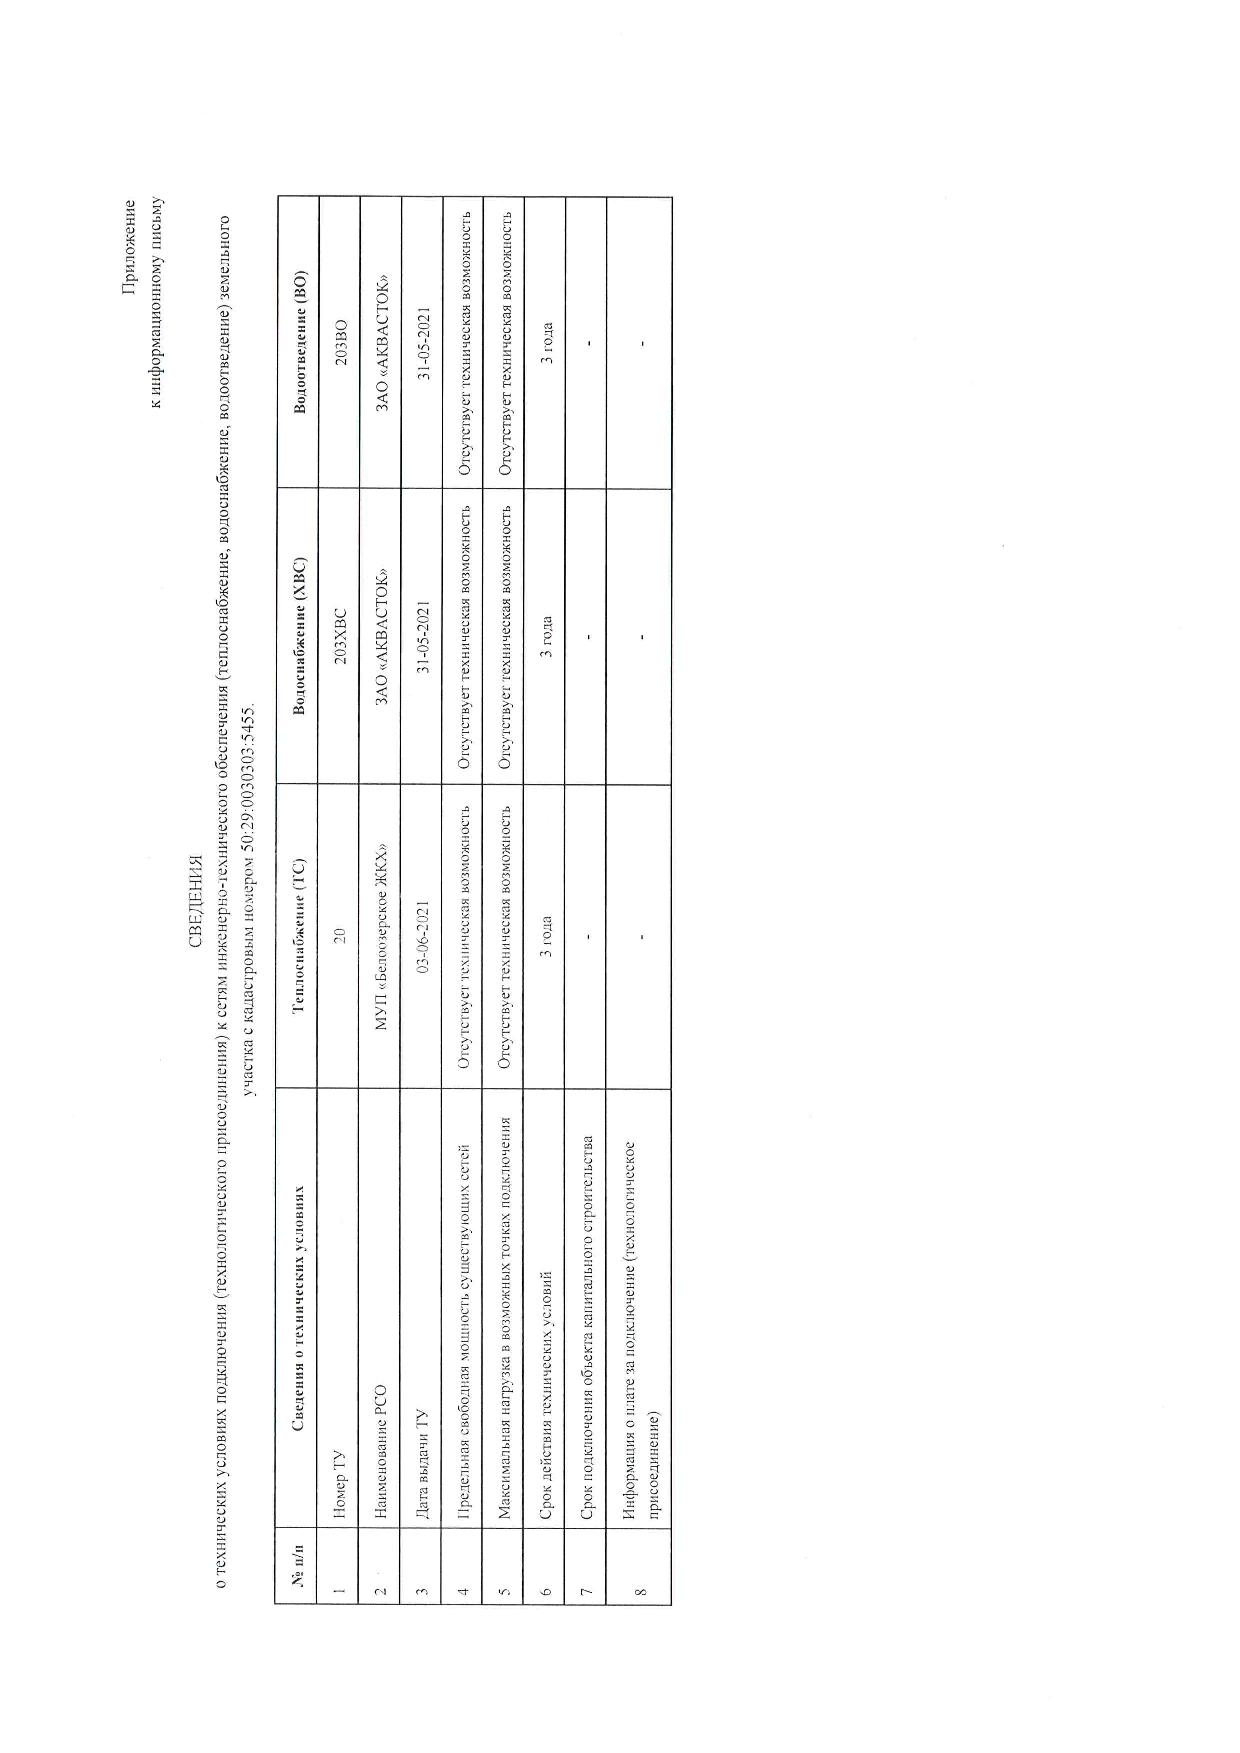 Приложение
к информационному письму
СВЕДЕНИЯ
о технических условиях подключения (технологического присоединения) к сетям инженерно-технического обеспечения (теплоснабжение, водоснабжение, водоотведение) земельного
участка с кадастровым номером 50:29:0030303:5455.
№ п/п Сведения о технических условиях Теплоснабжение (ТС) Водоснабжение (ХВС) Водоотведение (ВО)
1 Номер ТУ 20 203ХВС 203ВО
2 Наименование РСО МУП «Белоозерское ЖКХ» ЗАО «АКВАСТОК» ЗАО «АКВАСТОК»
3 Дата выдачи ТУ 03-06-2021 31-05-2021 31-05-2021
4 Предельная свободная мощность существующих сетей Отсутствует техническая возможность Отсутствует техническая возможность Отсутствует техническая возможность
5 Максимальная нагрузка в возможных точках подключения Отсутствует техническая возможность Отсутствует техническая возможность Отсутствует техническая возможность
6 Срок действия технических условий 3 года 3 года 3 года
7 Срок подключения объекта капитального строительства - - -
8 Информация о плате за подключение (технологическое - - -
присоединение)